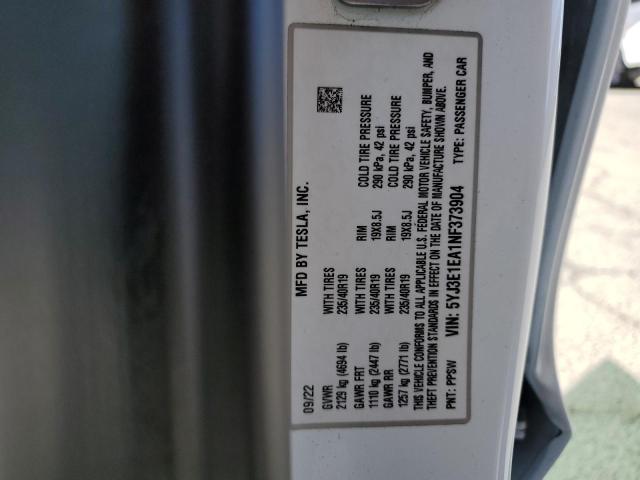 MFD BY TESLA, INC.
09/22
GVWR
2129 kg (4694 lb)
WITH TIRES
235/40R19
RIM
19X8.5J
COLD TIRE PRESSURE
290 kPa, 42 psi
GAWR FRT
1110 kg (2447 lb)
WITH TIRES
235/40R19
RIM
19X8.5J
COLD TIRE PRESSURE
290 kPa, 42 psi
GAWR RR
1257 kg (2771 lb)
WITH TIRES
235/40R19
THIS VEHICLE CONFORMS TO ALL APPLICABLE U.S. FEDERAL MOTOR VEHICLE SAFETY, BUMPER, AND
THEFT PREVENTION STANDARDS IN EFFECT ON THE DATE OF MANUFACTURE SHOWN ABOVE.
VIN: 5YJ3E1EA1NF373904
PNT: PPSW
TYPE: PASSENGER CAR